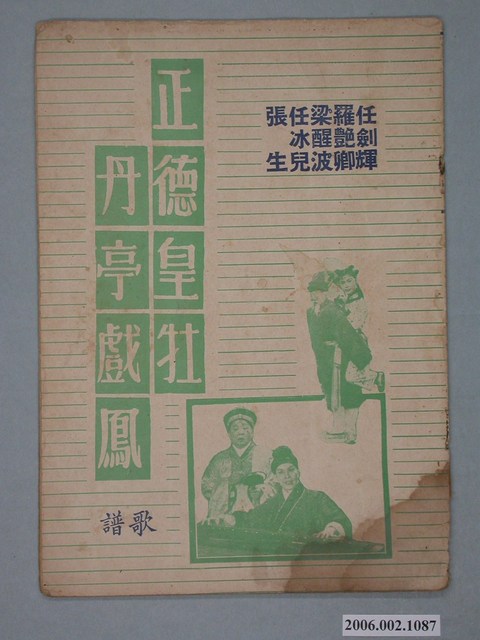 任劍輝
羅艷卿
梁醒波
任冰兒
張生
正德皇牡
丹亭戲鳳
歌譜
2006.002.1087